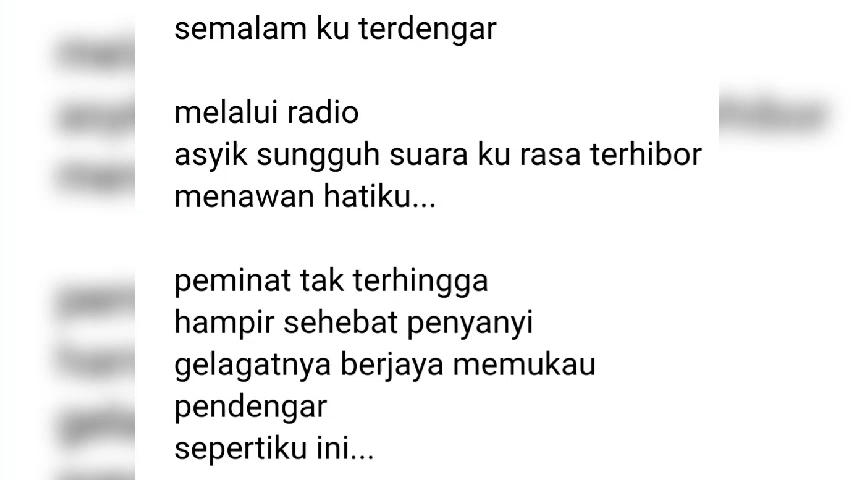 semalam ku terdengar
melalui radio
asyik sungguh suara ku rasa terhibor
menawan hatiku...
peminat tak terhingga
hampir sehebat penyanyi
gelagatnya berjaya memukau
pendengar
sepertiku ini...